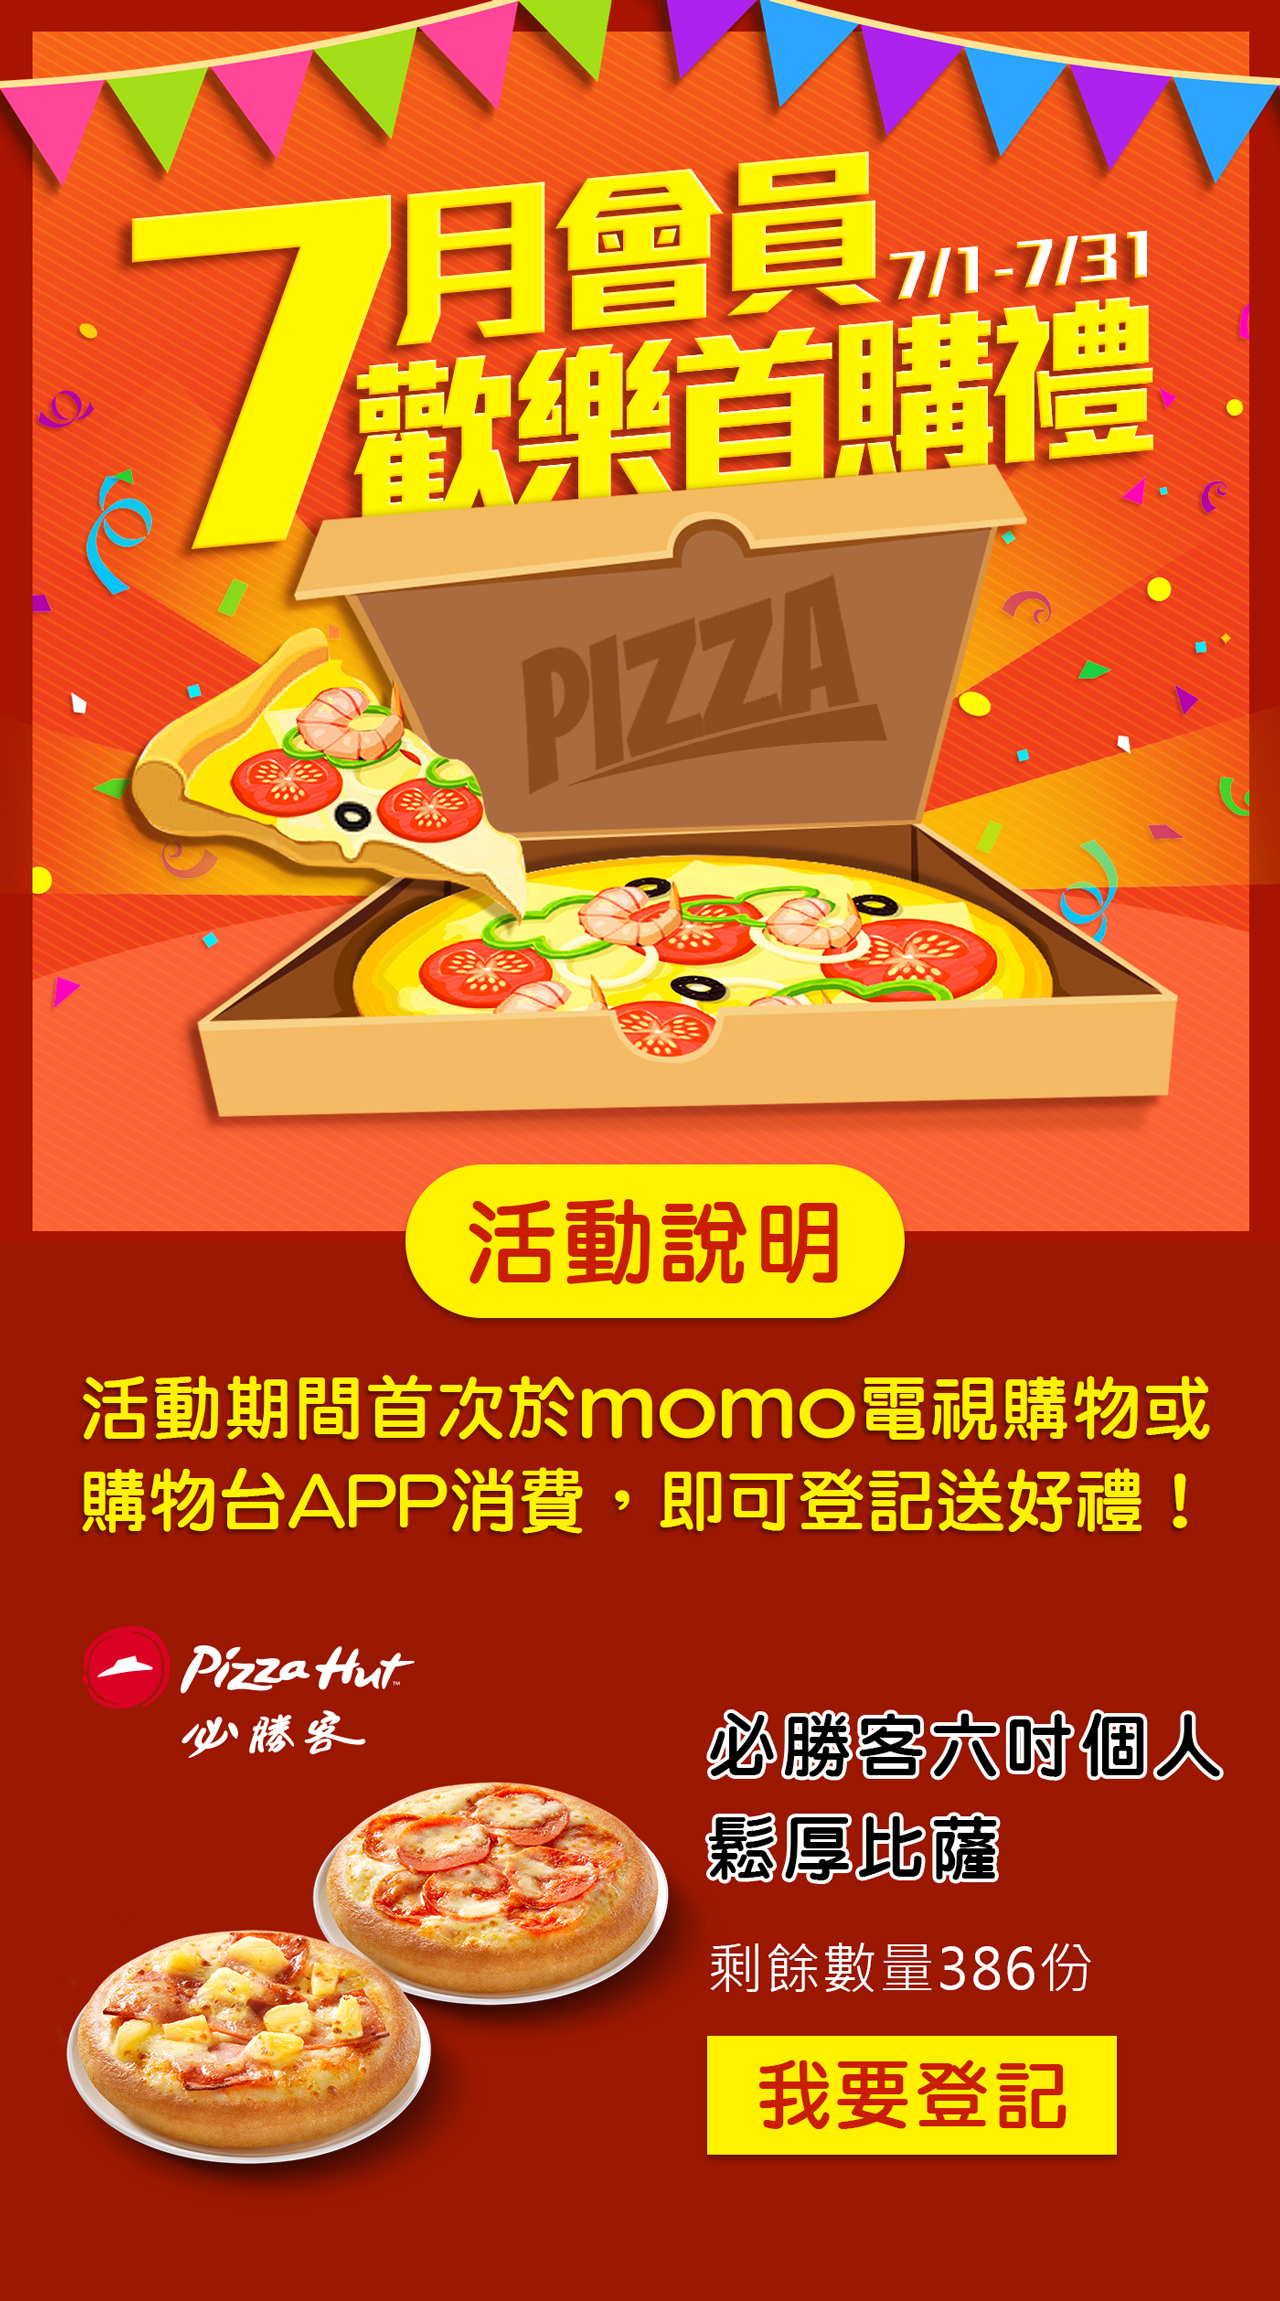 7月會員
7/1-7/31
歡樂首購禮
PIZZA
活動說明
活動期間首次於momo電視購物或
購物台APP消費，即可登記送好禮！
Pizza Hut™
必勝客
必勝客六吋個人
鬆厚比薩
剩餘數量386份
我要登記